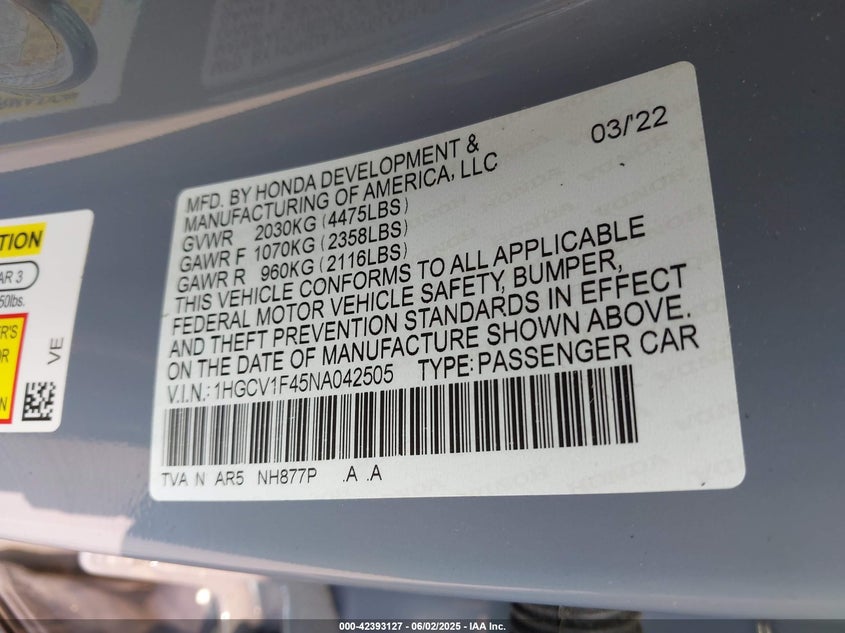 03/'22
MFD. BY HONDA DEVELOPMENT &
MANUFACTURING OF AMERICA, LLC
GVWR 2030KG (4475LBS)
GAWR F 1070KG (2358LBS)
GAWR R 960KG (2116LBS)
THIS VEHICLE CONFORMS TO ALL APPLICABLE
FEDERAL MOTOR VEHICLE SAFETY, BUMPER,
AND THEFT PREVENTION STANDARDS IN EFFECT
ON THE DATE OF MANUFACTURE SHOWN ABOVE.
V.I.N.: 1HGCV1F45NA042505 TYPE: PASSENGER CAR
TVA N AR5 NH877P .A .A
AR 3
VE
000-42393127 - 06/02/2025 - IAA Inc.